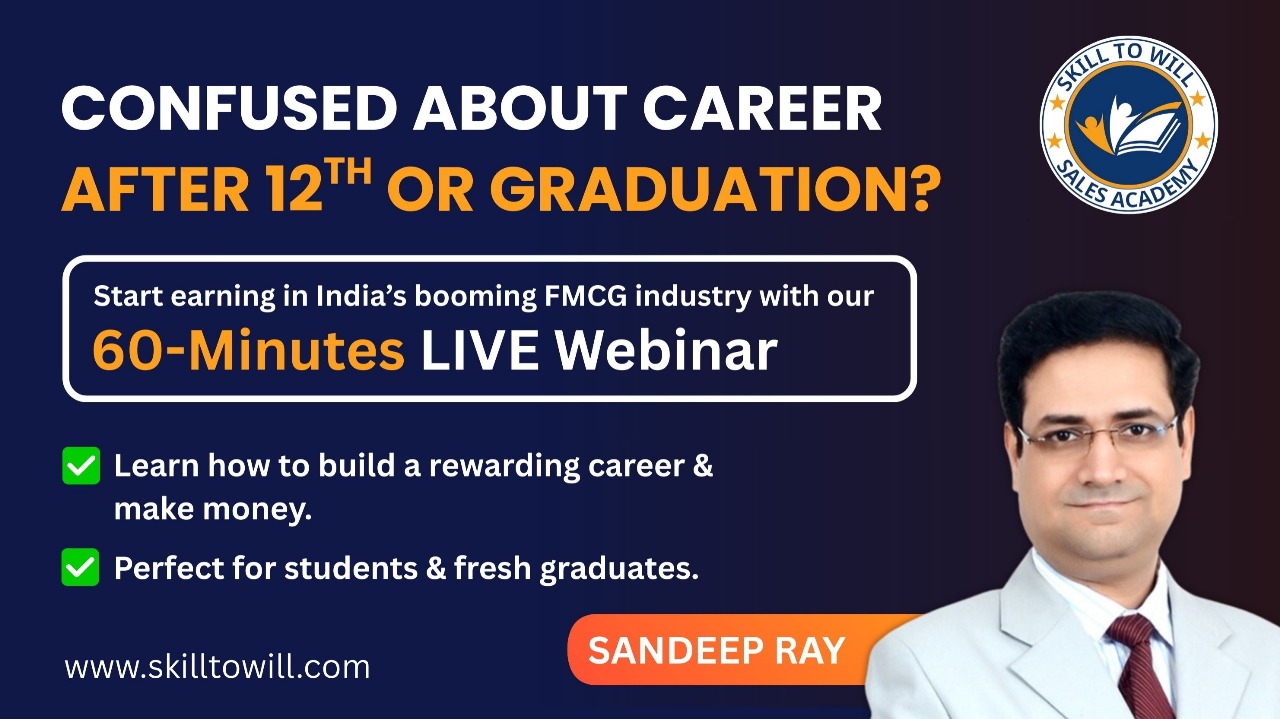 CONFUSED ABOUT CAREER
AFTER 12TH OR GRADUATION?
SKILL TO WILL
SALES ACADEMY
Start earning in India’s booming FMCG industry with our
60-Minutes LIVE Webinar
Learn how to build a rewarding career &
make money.
Perfect for students & fresh graduates.
SANDEEP RAY
www.skilltowill.com